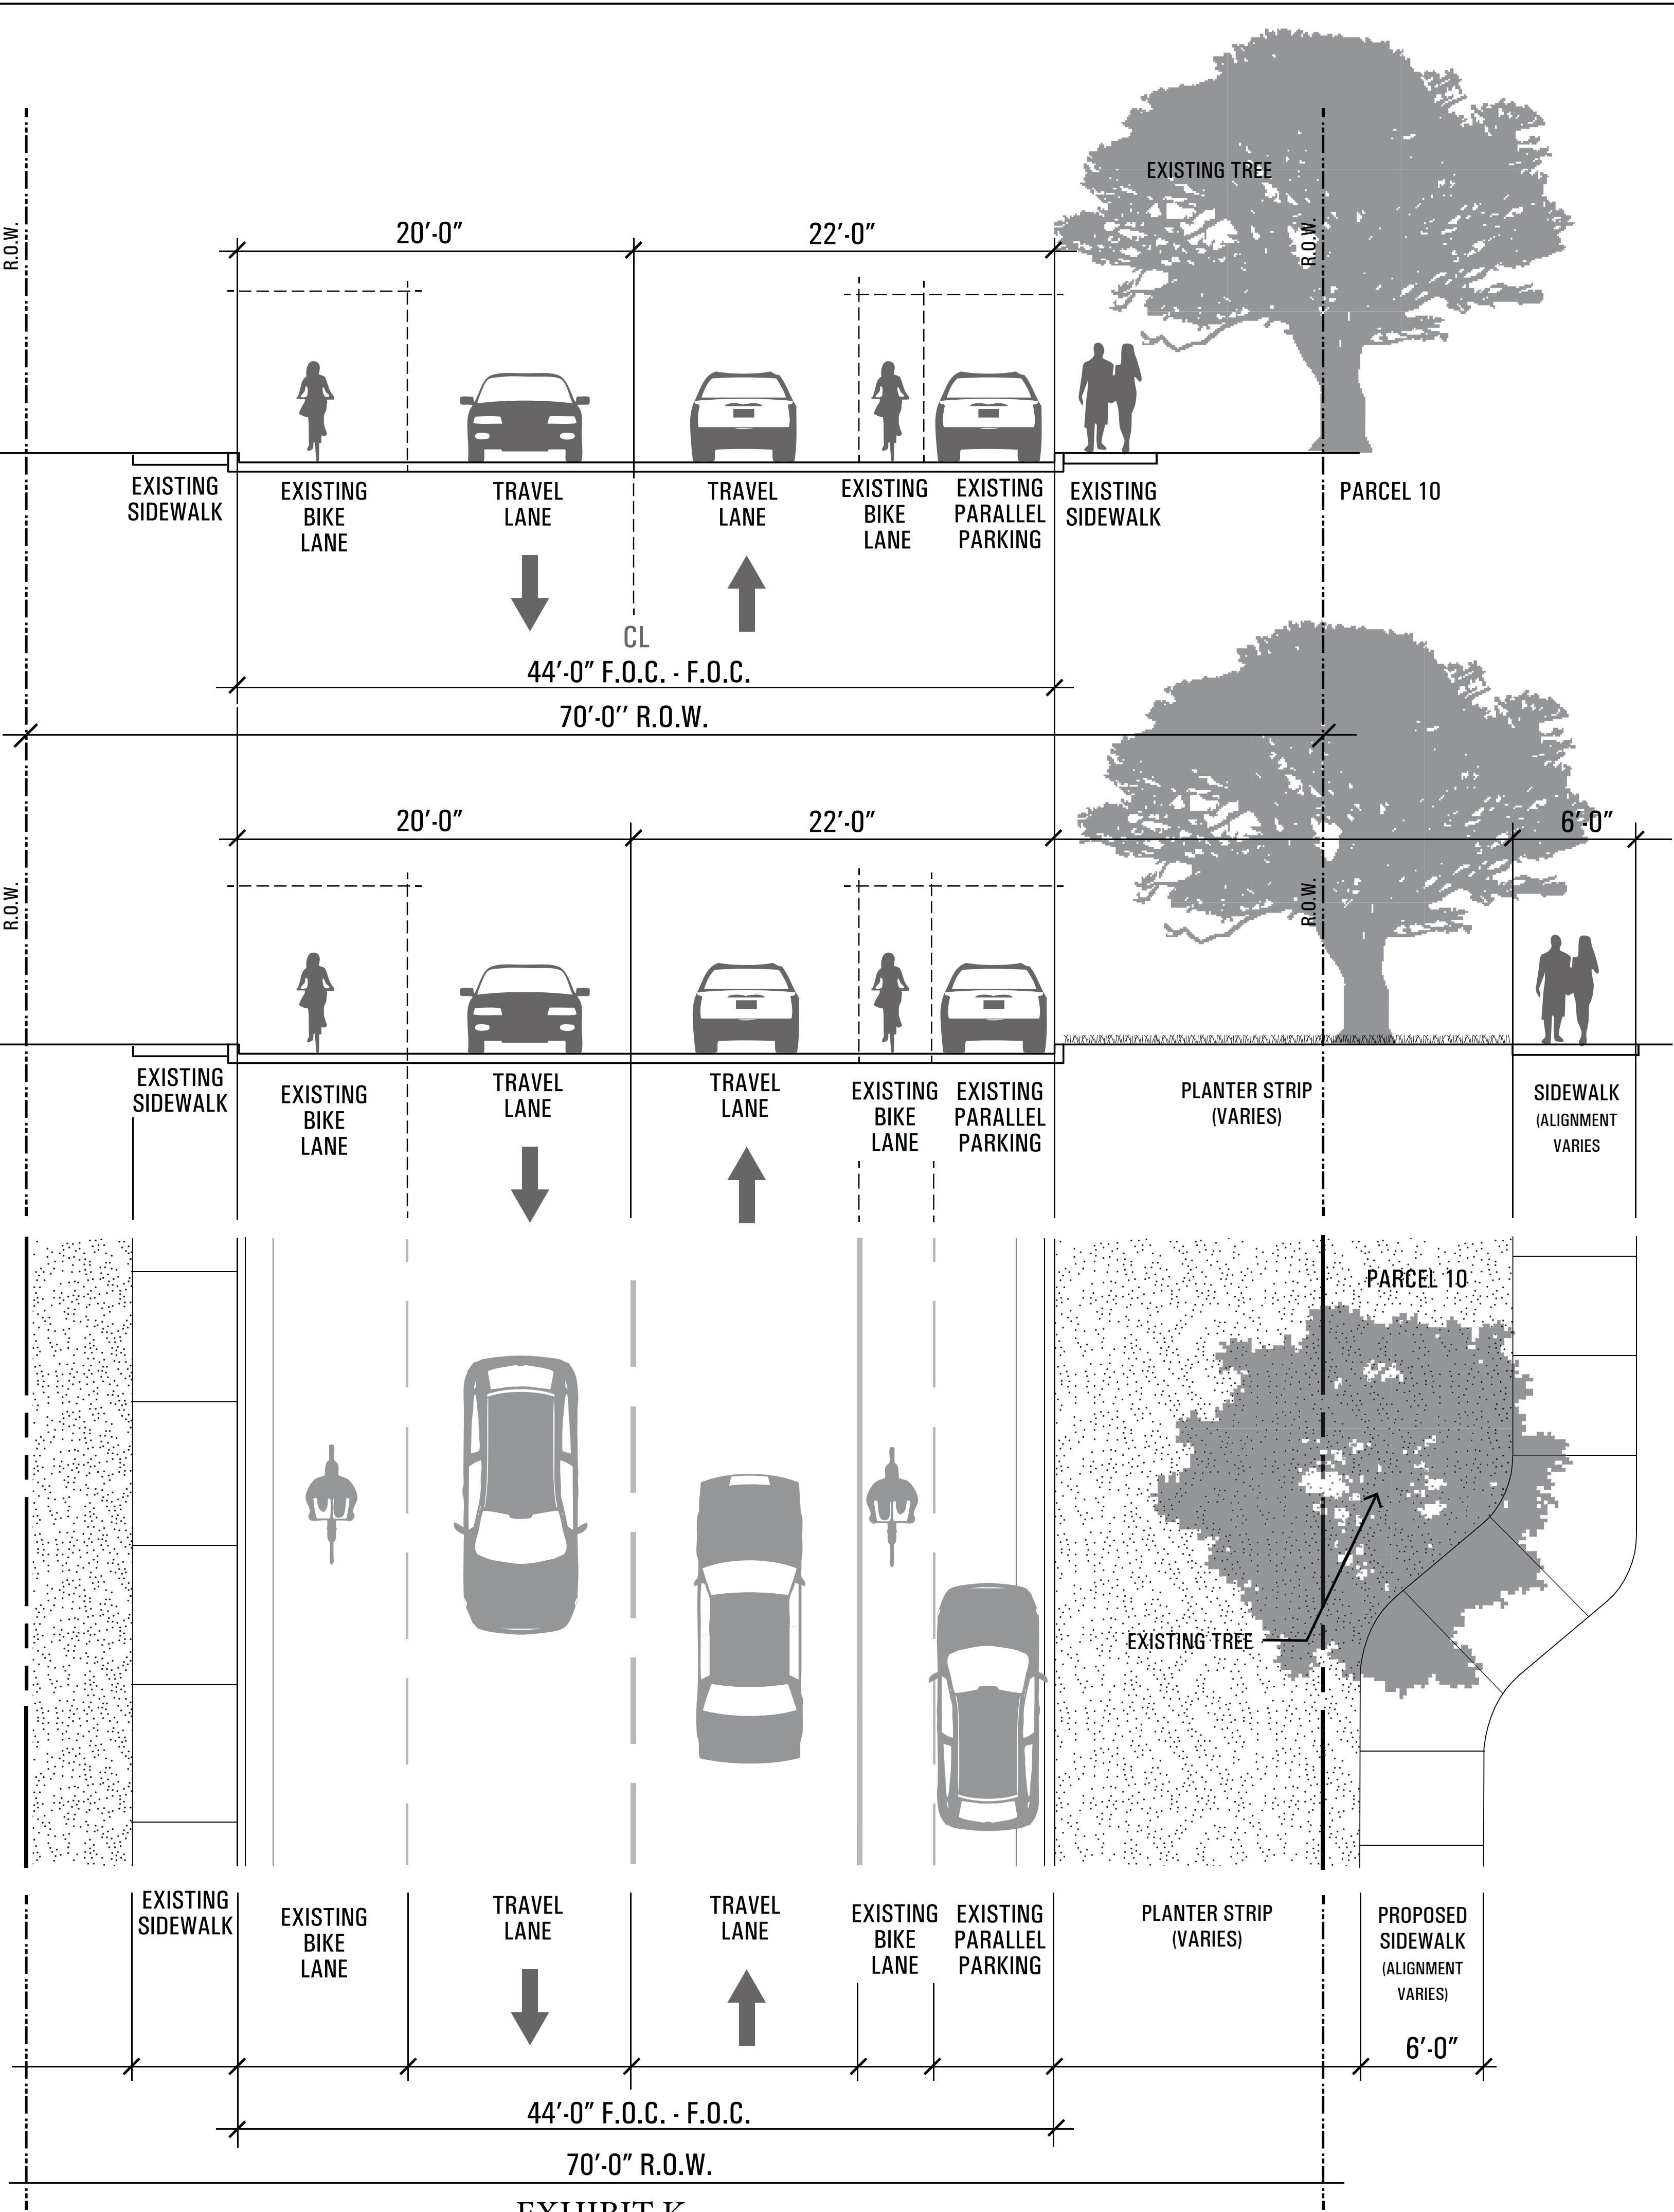 EXISTING TREE
R.O.W.
R.O.W.
20'-0"
22'-0"
EXISTING
SIDEWALK
EXISTING
BIKE
LANE
TRAVEL
LANE
TRAVEL
LANE
EXISTING
BIKE
LANE
EXISTING
PARALLEL
PARKING
EXISTING
SIDEWALK
PARCEL 10
CL
44'-0" F.O.C. - F.O.C.
70'-0'' R.O.W.
20'-0"
22'-0"
6'-0"
R.O.W.
R.O.W.
EXISTING
SIDEWALK
EXISTING
BIKE
LANE
TRAVEL
LANE
TRAVEL
LANE
EXISTING
BIKE
LANE
EXISTING
PARALLEL
PARKING
PLANTER STRIP
(VARIES)
SIDEWALK
(ALIGNMENT
VARIES
PARCEL 10
EXISTING TREE
EXISTING
SIDEWALK
EXISTING
BIKE
LANE
TRAVEL
LANE
TRAVEL
LANE
EXISTING
BIKE
LANE
EXISTING
PARALLEL
PARKING
PLANTER STRIP
(VARIES)
PROPOSED
SIDEWALK
(ALIGNMENT
VARIES)
6'-0"
44'-0" F.O.C. - F.O.C.
70'-0" R.O.W.
EXHIBIT K